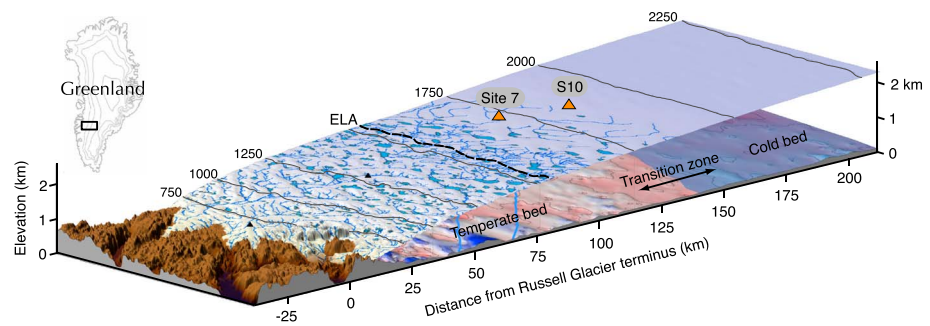 Greenland
2250
2000
1750
Site 7
S10
ELA
1250
1000
750
2 km
1
0
Elevation (km)
2
1
0
Temperate bed
Transition zone
Cold bed
-25
0
25
50
75
100
125
150
175
200
Distance from Russell Glacier terminus (km)